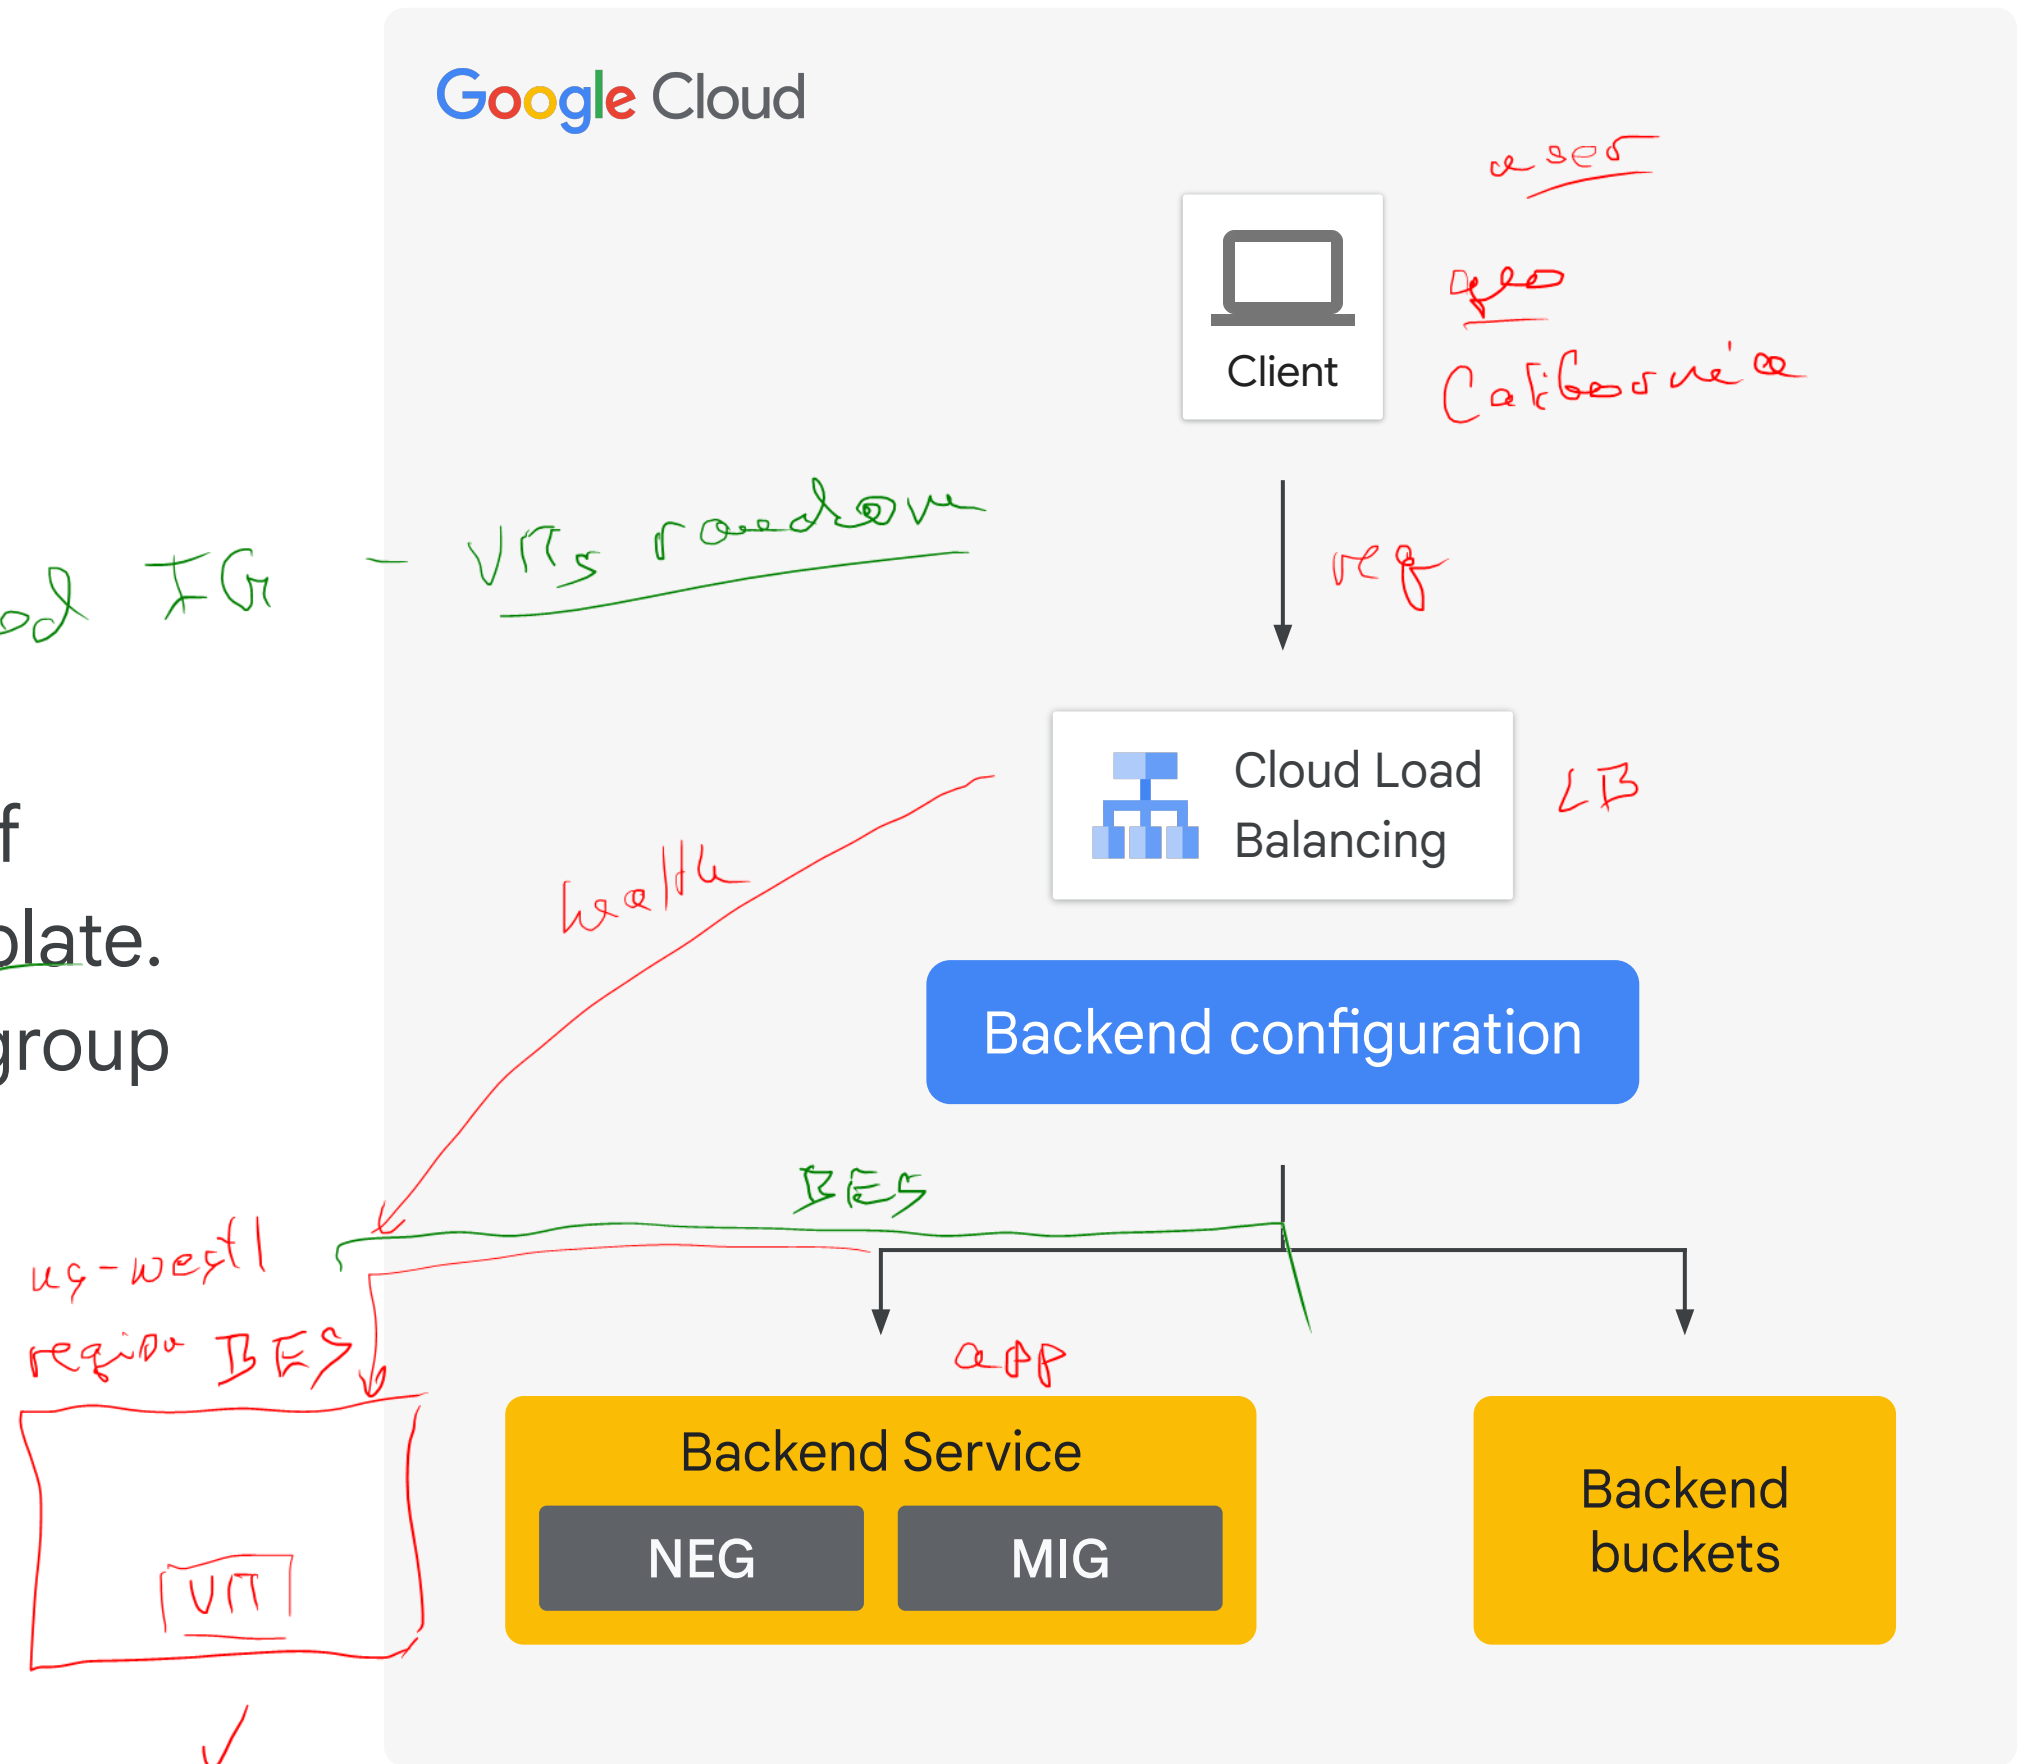 Google Cloud
user
geo
Client
California
IG - VMs random
req
f
Cloud Load
Balancing
LB
health
plate.
Backend configuration
group
BES
us-west1
region BES
app
Backend Service
NEG
MIG
Backend
buckets
VM